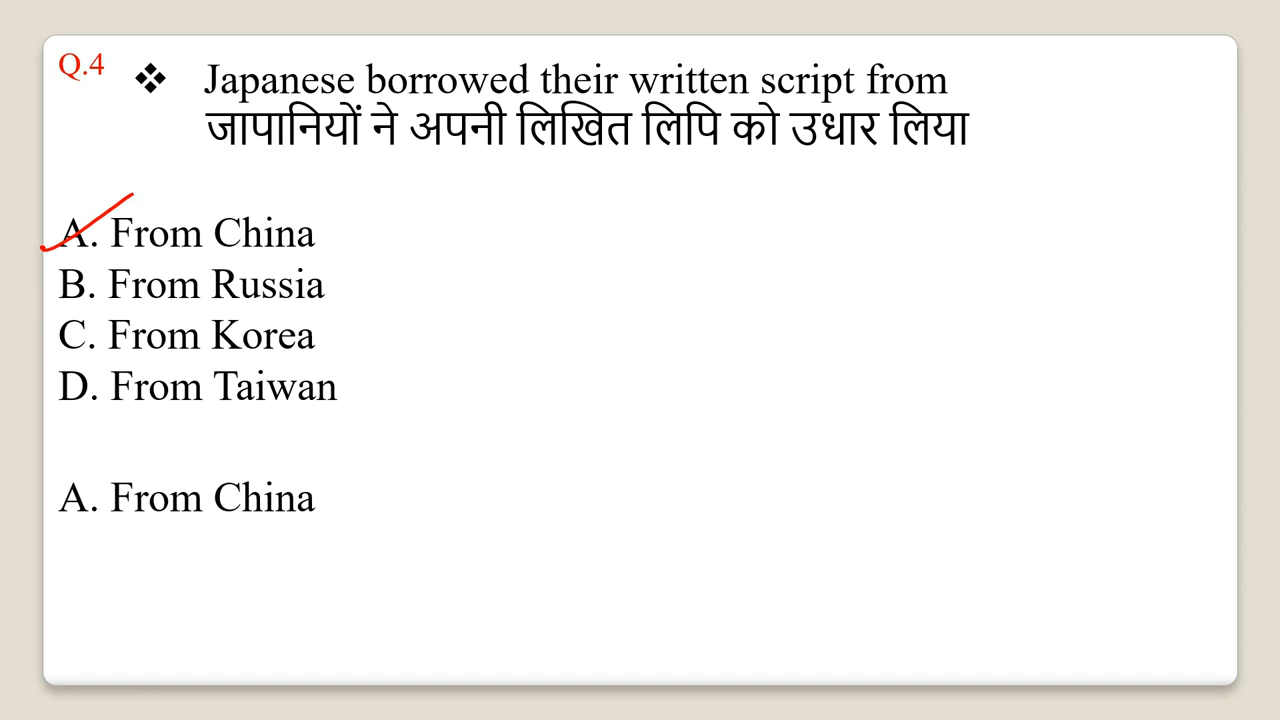 Q.4 ❖ Japanese borrowed their written script from
जापानियों ने अपनी लिखित लिपि को उधार लिया
A. From China
B. From Russia
C. From Korea
D. From Taiwan
A. From China